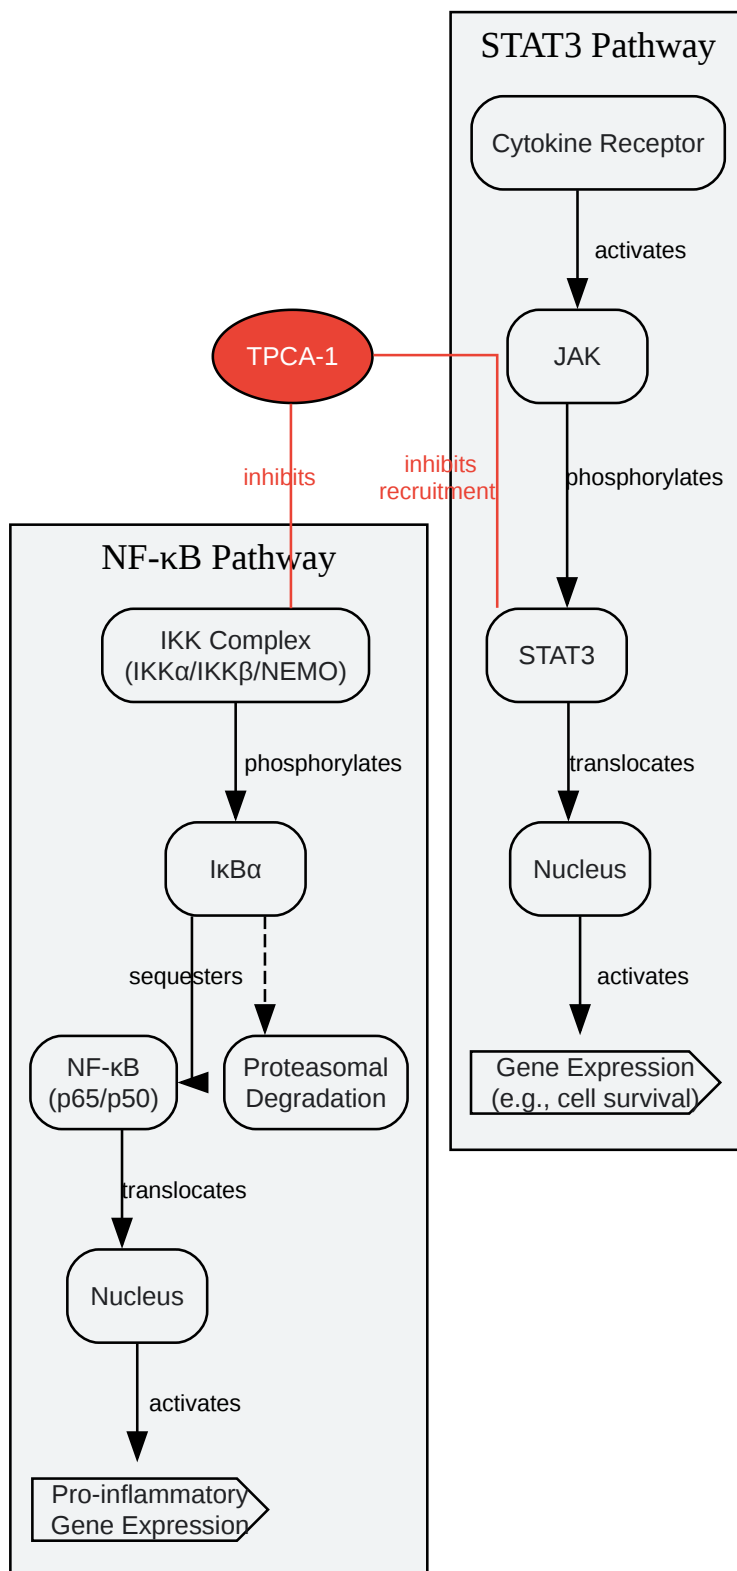 STAT3 Pathway
Cytokine Receptor
activates
TPCA-1
JAK
inhibits
inhibits
recruitment
phosphorylates
NF-κB Pathway
IKK Complex
(IKKα/IKKβ/NEMO)
STAT3
phosphorylates
translocates
IκBα
Nucleus
sequesters
activates
NF-κB
(p65/p50)
Proteasomal
Degradation
Gene Expression
(e.g., cell survival)
translocates
Nucleus
activates
Pro-inflammatory
Gene Expression